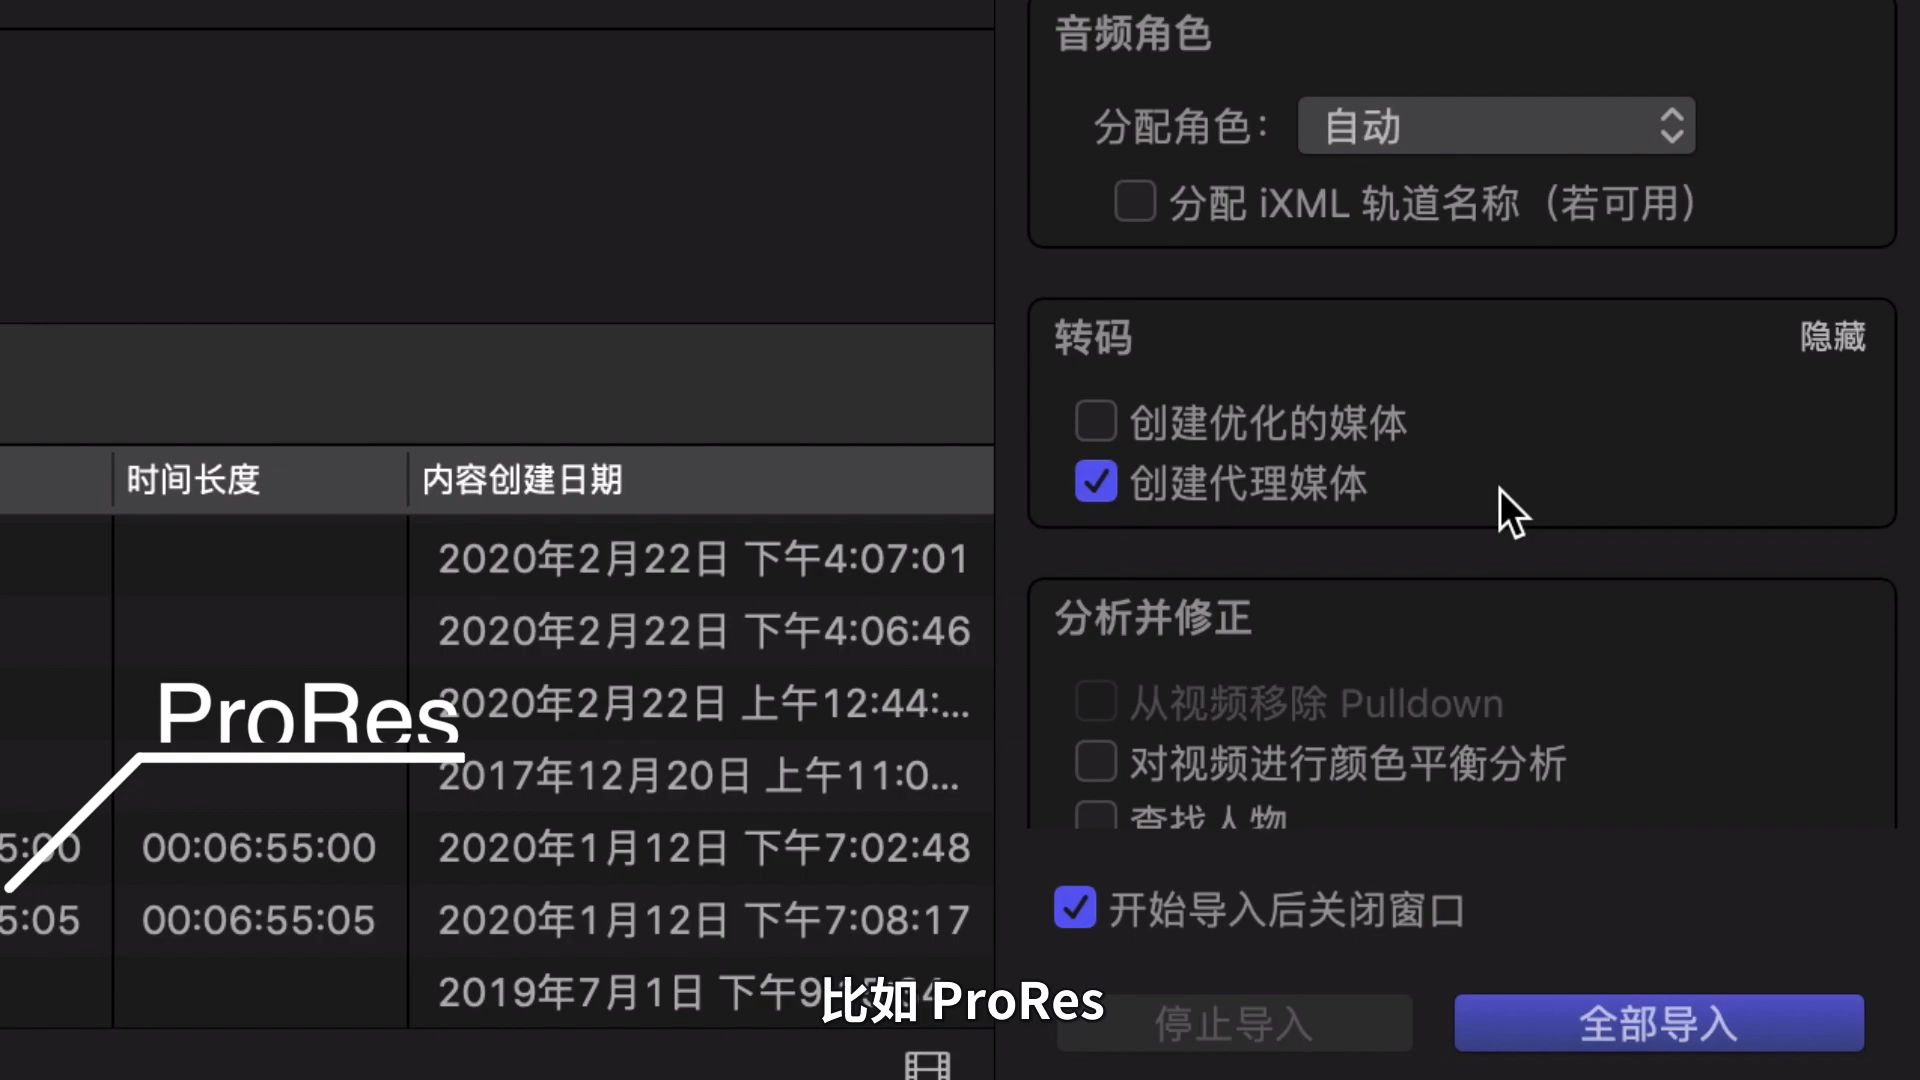 音频角色
分配角色： 自动
分配 iXML 轨道名称（若可用）
转码 隐藏
创建优化的媒体
创建代理媒体
时间长度 内容创建日期
2020年2月22日 下午4:07:01
2020年2月22日 下午4:06:46
2020年2月22日 上午12:44:...
2017年12月20日 上午11:0...
5:00 00:06:55:00 2020年1月12日 下午7:02:48
5:05 00:06:55:05 2020年1月12日 下午7:08:17
2019年7月1日 下午9
ProRes
分析并修正
从视频移除 Pulldown
对视频进行颜色平衡分析
查找人物
开始导入后关闭窗口
停止导入 全部导入
比如 ProRes